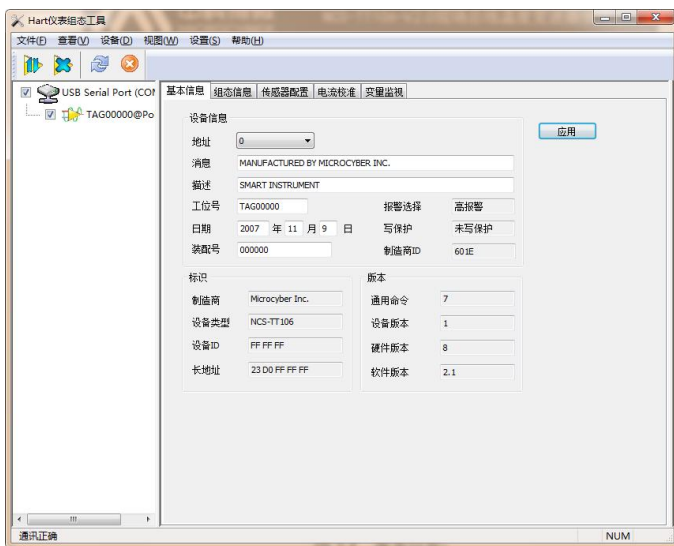 Hart仪表组态工具
文件(F) 查看(V) 设备(D) 视图(W) 设置(S) 帮助(H)
USB Serial Port (CO
TAG00000@Po
基本信息 组态信息 传感器配置 电流校准 变量监视
设备信息
应用
地址 0
消息 MANUFACTURED BY MICROCYBER INC.
描述 SMART INSTRUMENT
工位号 TAG00000 报警选择 高报警
日期 2007 年 11 月 9 日 写保护 未写保护
装配号 000000 制造商ID 601E
标识 版本
制造商 Microcyber Inc. 通用命令 7
设备类型 NCS-TT106 设备版本 1
设备ID FF FF FF 硬件版本 8
长地址 23 D0 FF FF FF 软件版本 2.1
通讯正确 NUM